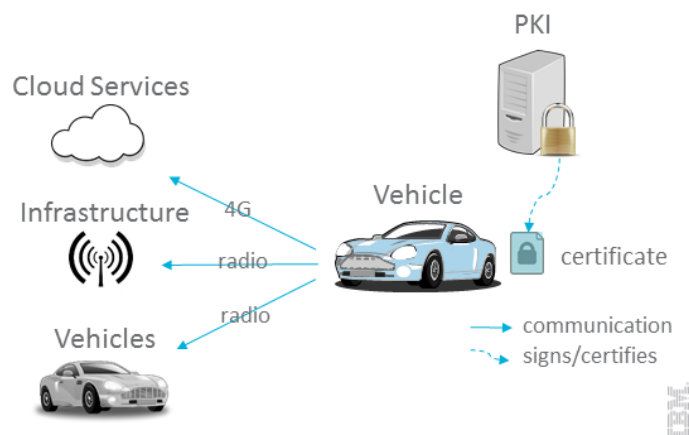 PKI
Cloud Services
Vehicle
4G
Infrastructure
radio
certificate
radio
Vehicles
communication
signs/certifies
IBM